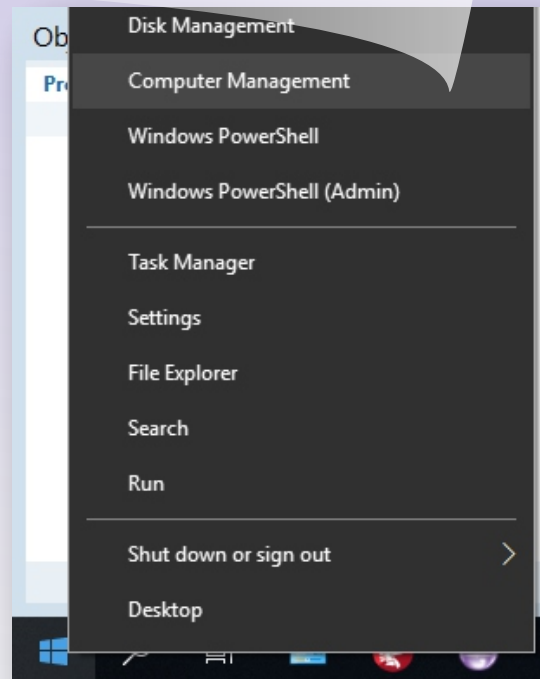 Ob
Pr
Disk Management
Computer Management
Windows PowerShell
Windows PowerShell (Admin)
Task Manager
Settings
File Explorer
Search
Run
Shut down or sign out
Desktop